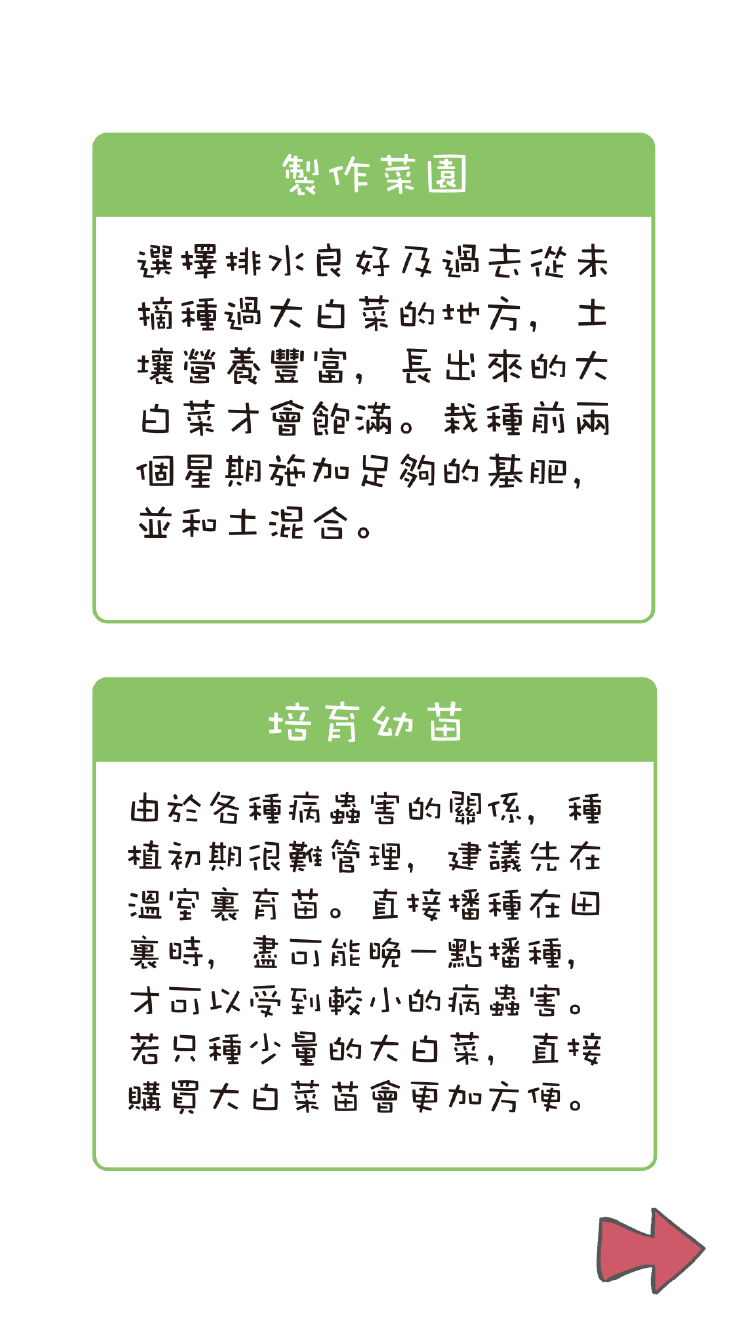 製作菜園
選擇排水良好及過去從未
摘種過大白菜的地方，土
壤營養豐富，長出來的大
白菜才會飽滿。栽種前兩
個星期施加足夠的基肥，
並和土混合。
培育幼苗
由於各種病蟲害的關係，種
植初期很難管理，建議先在
溫室裏育苗。直接播種在田
裏時，盡可能晚一點播種，
才可以受到較小的病蟲害。
若只種少量的大白菜，直接
購買大白菜苗會更加方便。